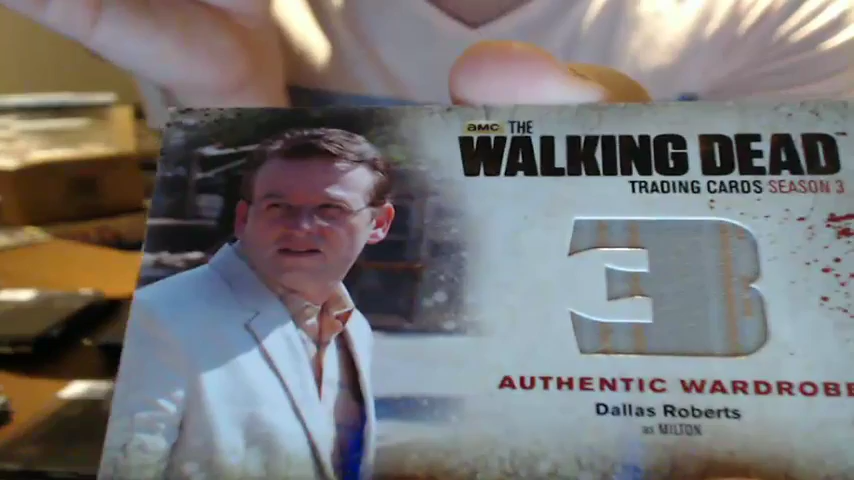 amc THE
WALKING DEAD
TRADING CARDS SEASON 3
3
AUTHENTIC WARDROBE
Dallas Roberts
as MILTON